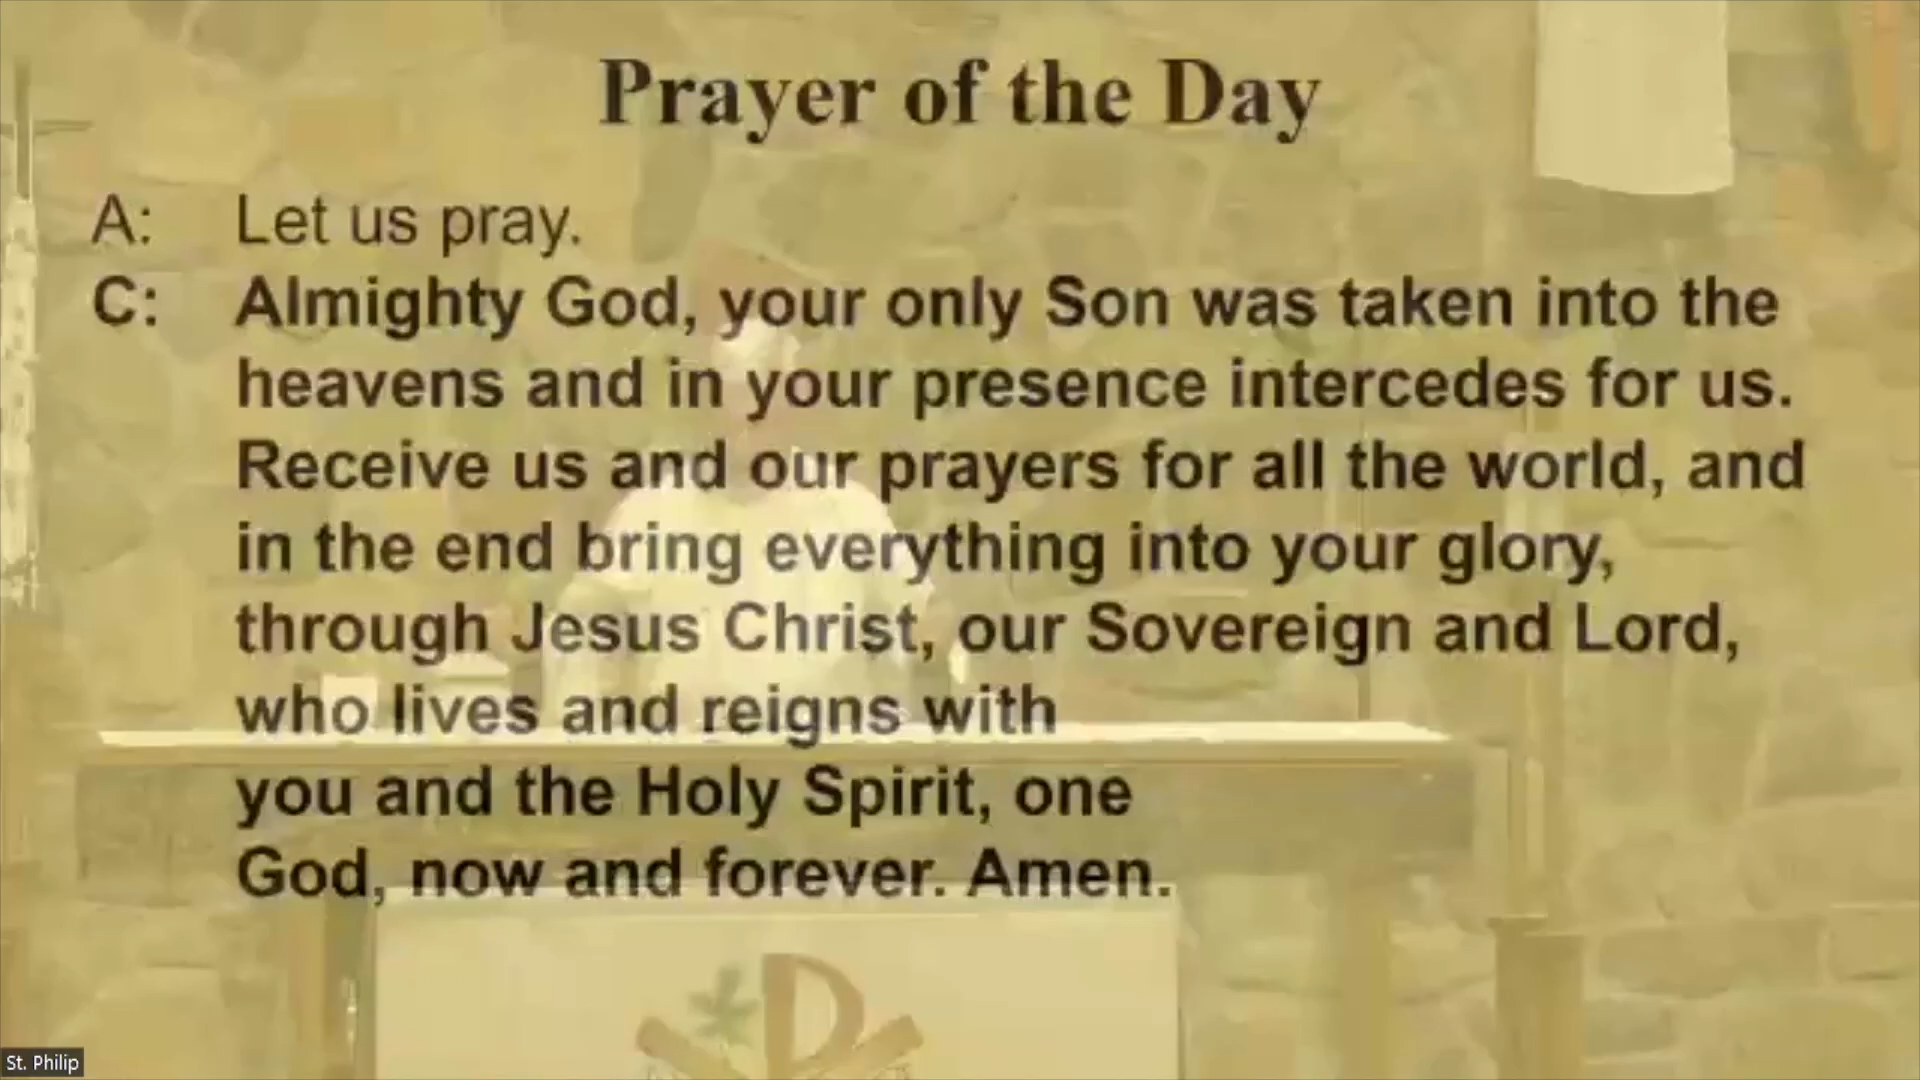 Prayer of the Day
A: Let us pray.
C: Almighty God, your only Son was taken into the
heavens and in your presence intercedes for us.
Receive us and our prayers for all the world, and
in the end bring everything into your glory,
through Jesus Christ, our Sovereign and Lord,
who lives and reigns with
you and the Holy Spirit, one
God, now and forever. Amen.
St. Philip